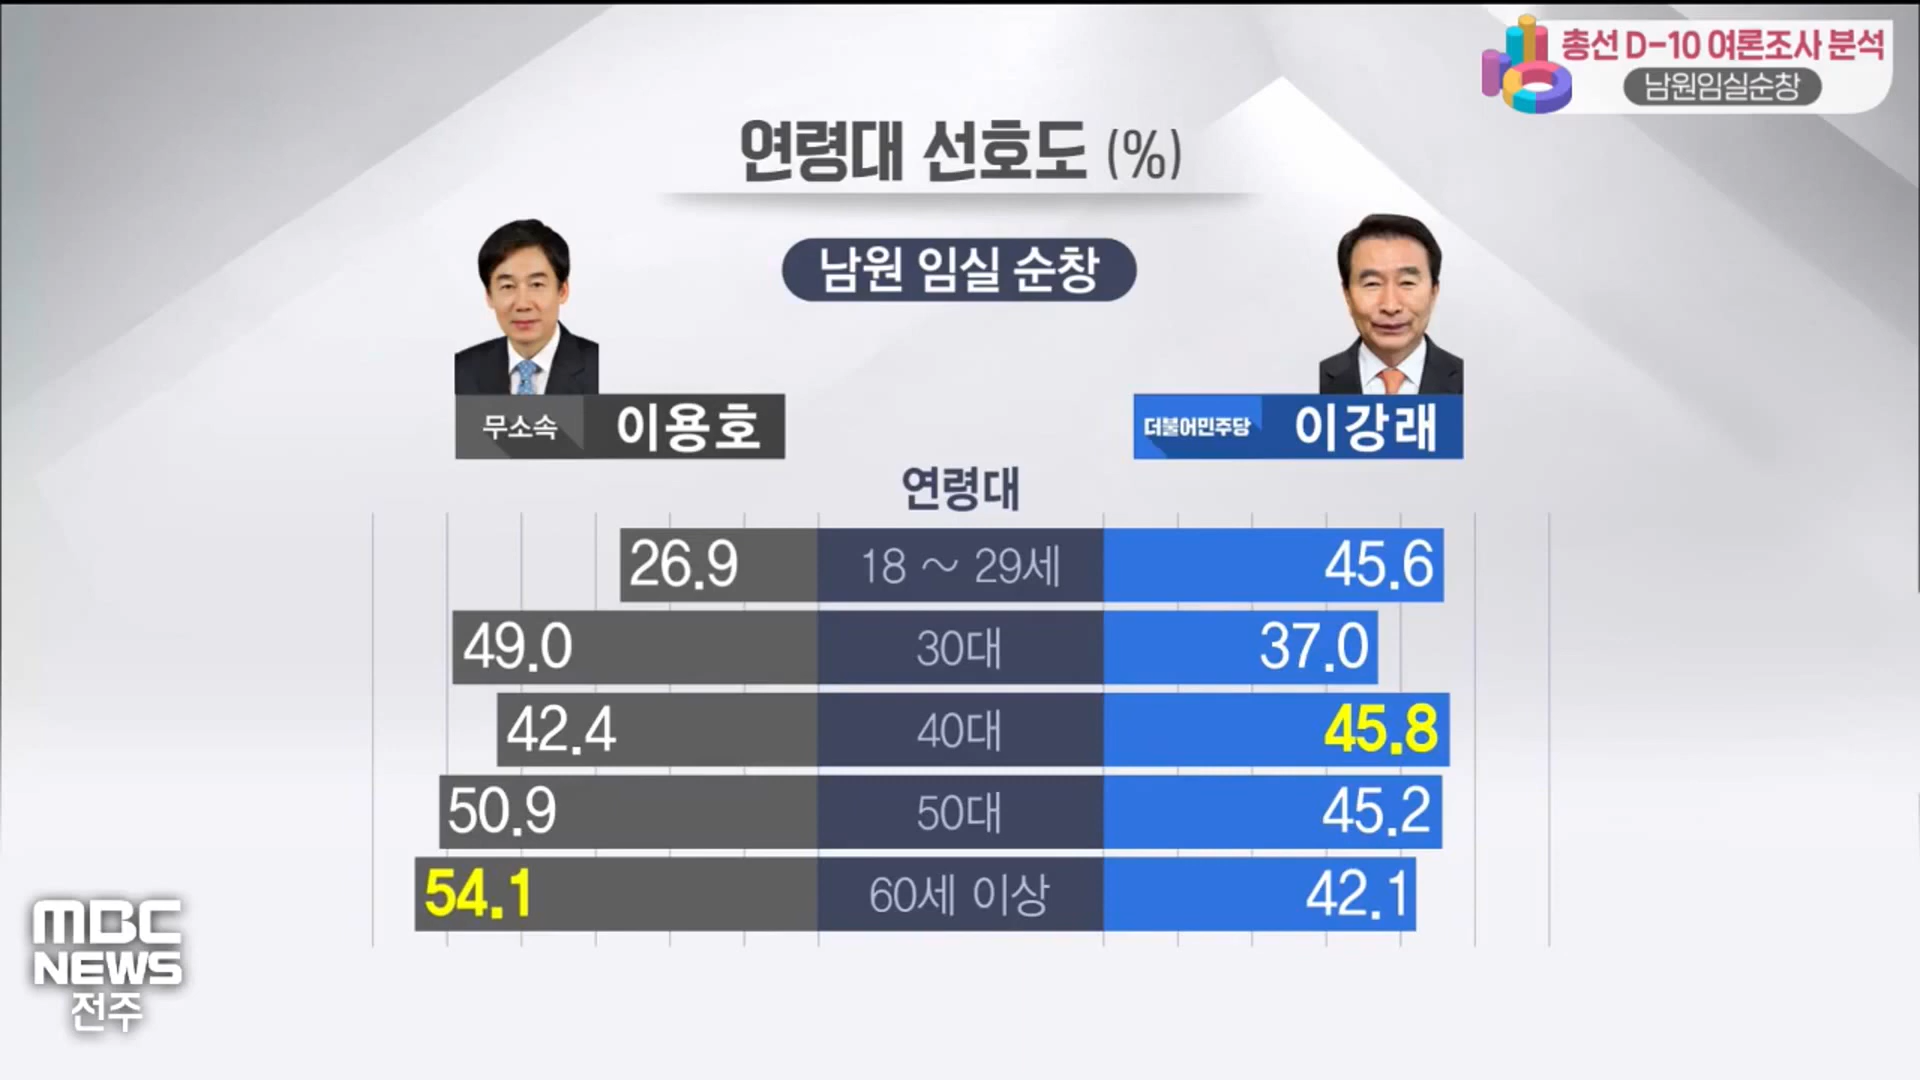 총선 D-10 여론조사 분석
남원임실순창
연령대 선호도 (%)
남원 임실 순창
무소속 이용호
더불어민주당 이강래
연령대
26.9 18 ~ 29세 45.6
49.0 30대 37.0
42.4 40대 45.8
50.9 50대 45.2
54.1 60세 이상 42.1
MBC
NEWS
전주